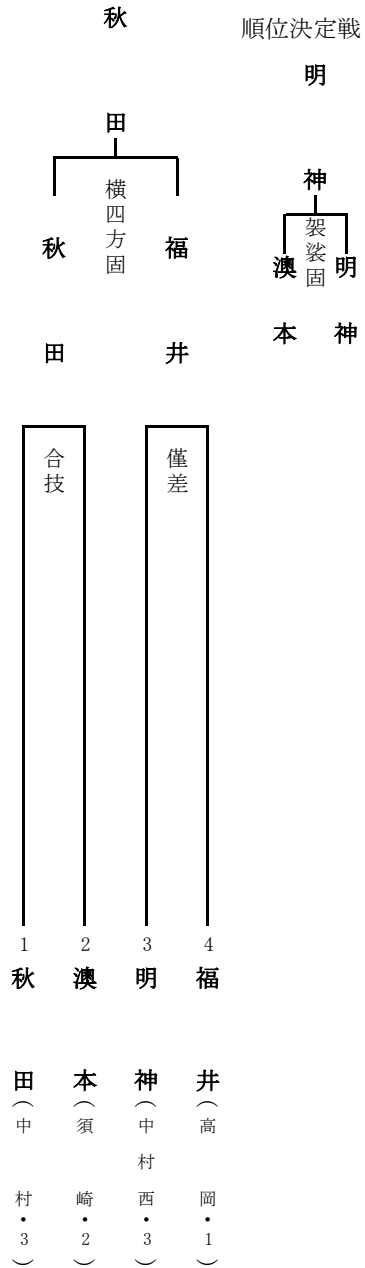 秋田
横四方固
秋田
福井
合技
僅差
1 秋田(中村・3)
2 澳本(須崎・2)
3 明神(中村西・3)
4 福井(高岡・1)
順位決定戦
明神
袈裟固
澳本
明神